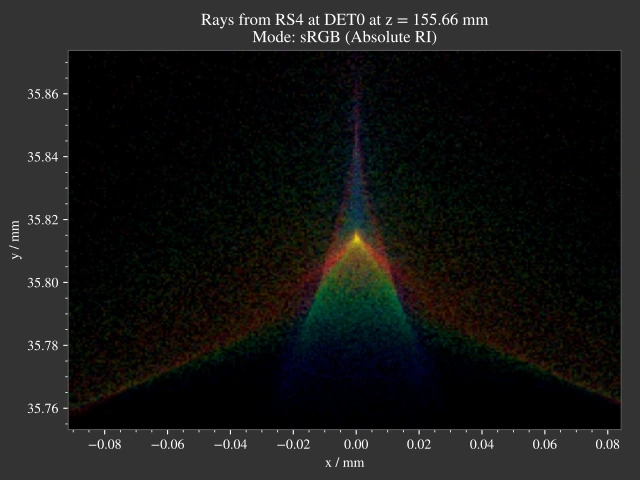 Rays from RS4 at DET0 at z = 155.66 mm
Mode: sRGB (Absolute RI)
35.86
35.84
35.82
35.80
35.78
35.76
y / mm
−0.08 −0.06 −0.04 −0.02 0.00 0.02 0.04 0.06 0.08
x / mm